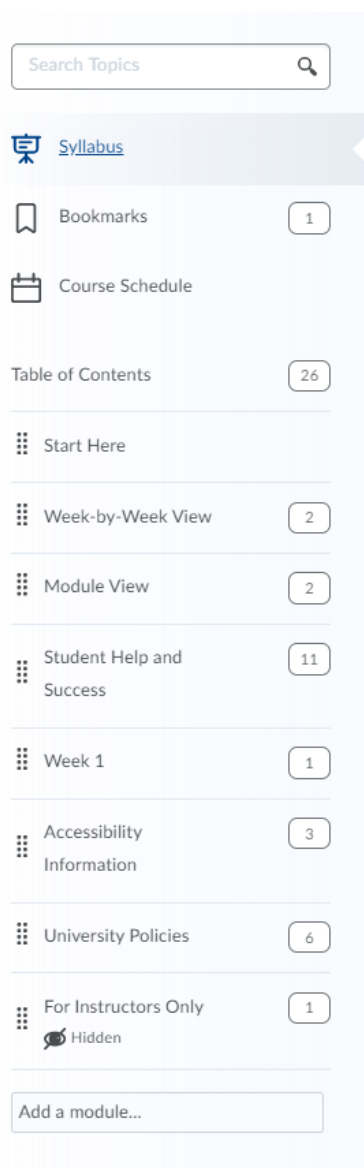 Search Topics
Syllabus
Bookmarks 1
Course Schedule
Table of Contents 26
Start Here
Week-by-Week View 2
Module View 2
Student Help and 11
Success
Week 1 1
Accessibility 3
Information
University Policies 6
For Instructors Only 1
Hidden
Add a module...